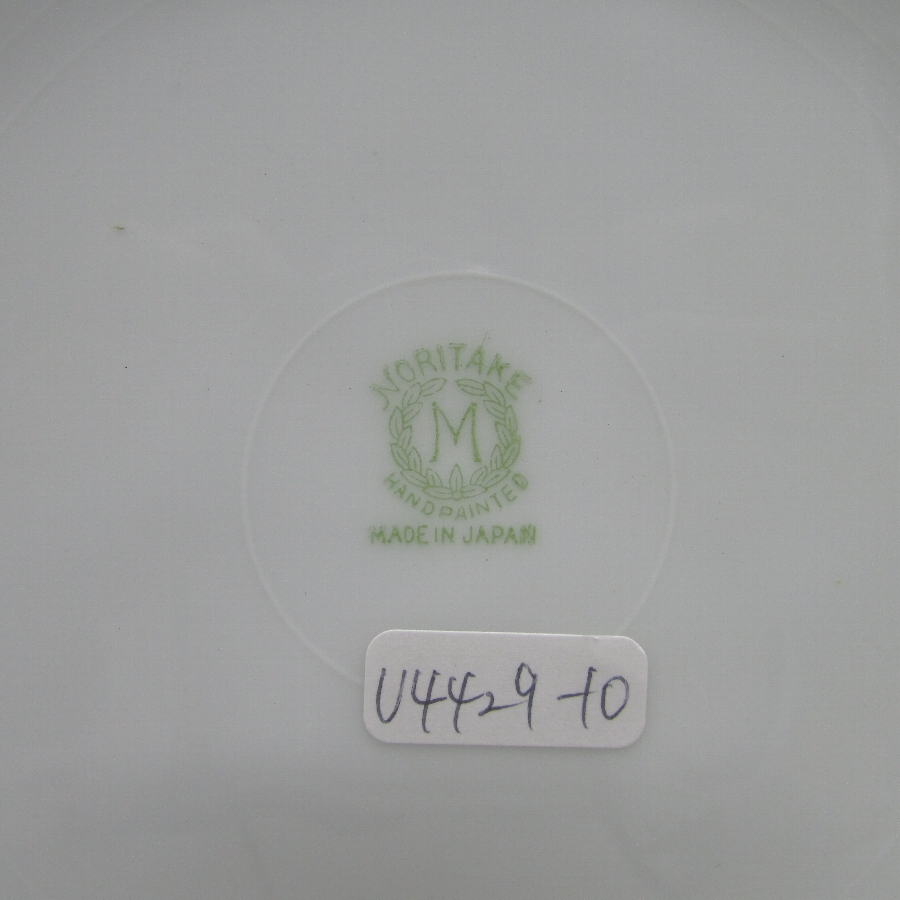 NORITAKE
M
HANDPAINTED
MADE IN JAPAN
U4429-10